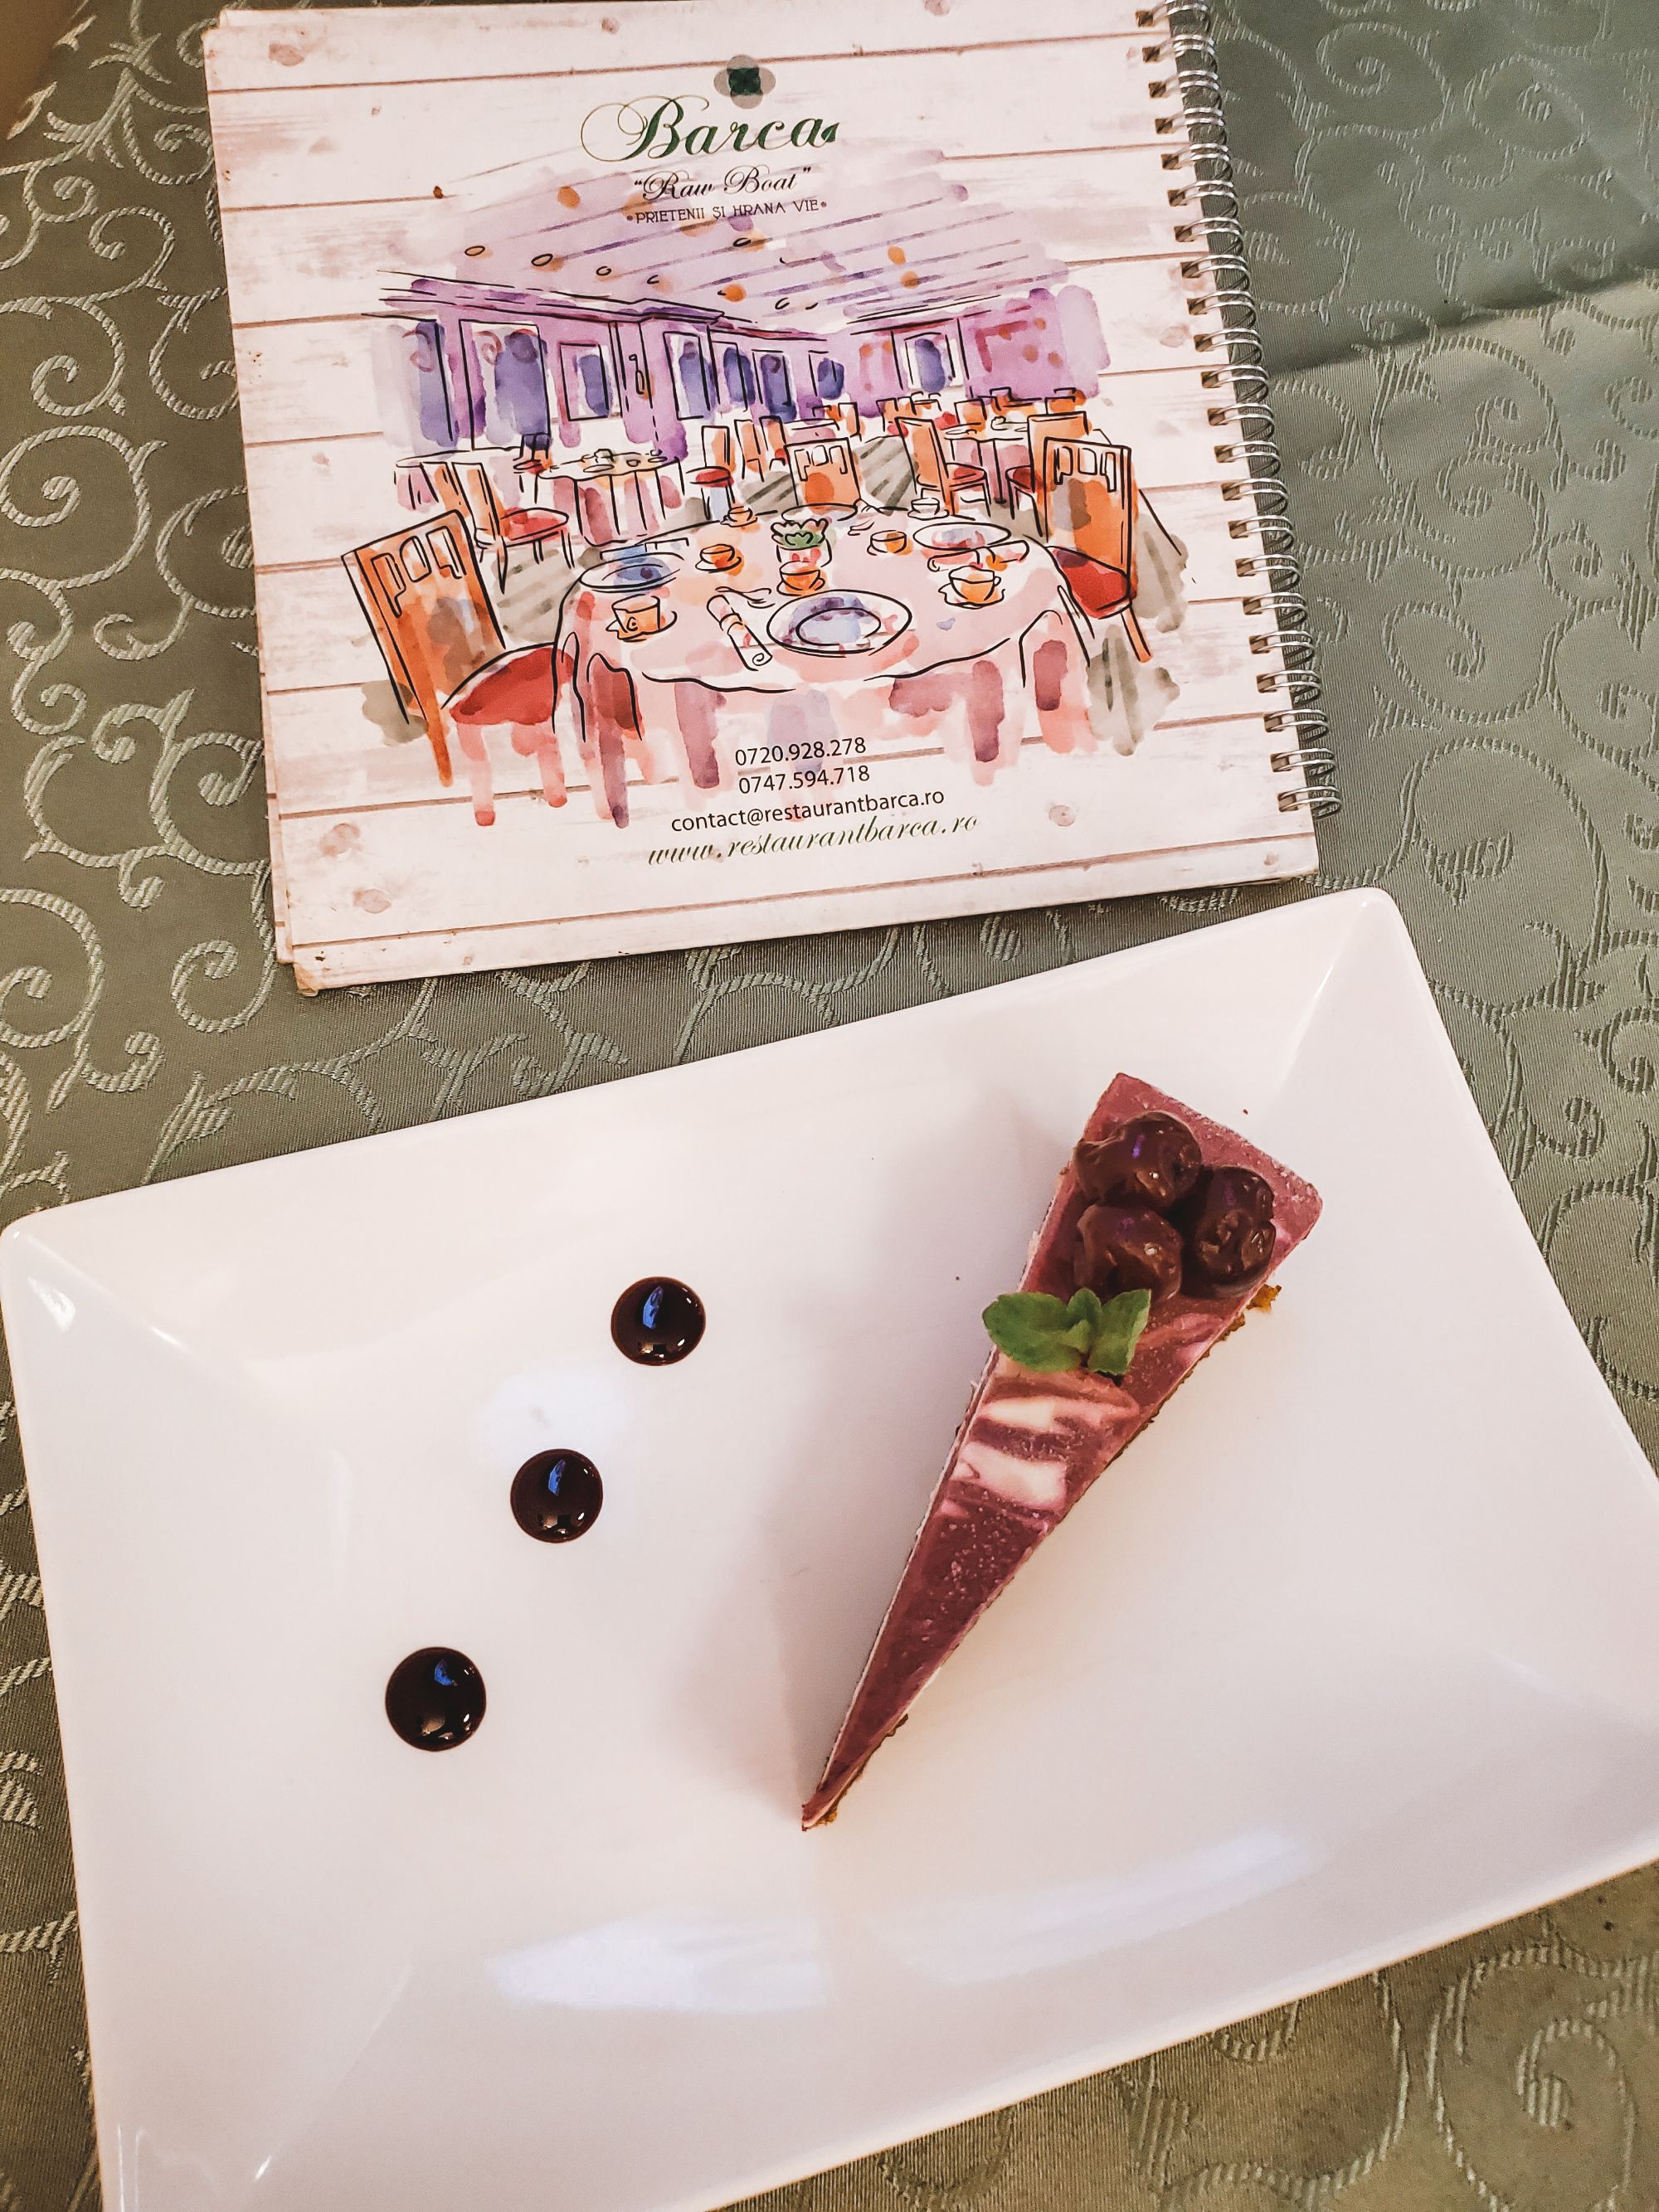 Barca
"Raw Boat"
•PRIETENII ȘI HRANA VIE•
0720.928.278
0747.594.718
contact@restaurantbarca.ro
www.restaurantbarca.ro